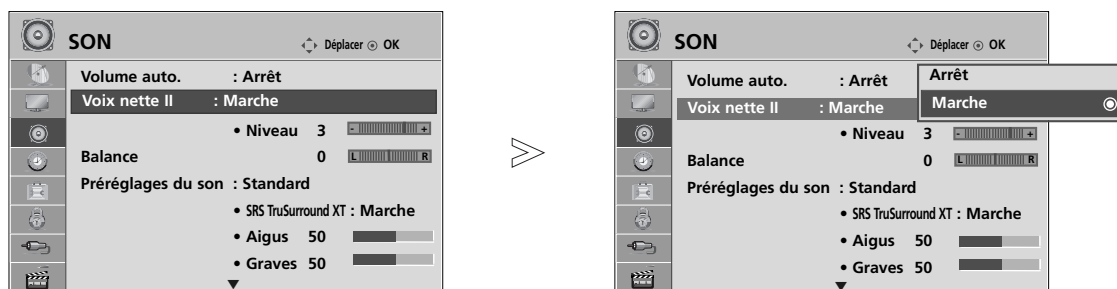 SON
Déplacer OK
Volume auto. : Arrêt
Voix nette II : Marche
• Niveau 3 - +
Balance 0 L R
Préréglages du son : Standard
• SRS TruSurround XT : Marche
• Aigus 50
• Graves 50
SON
Déplacer OK
Volume auto. : Arrêt
Arrêt
Voix nette II : Marche
Marche
• Niveau 3 - +
Balance 0 L R
Préréglages du son : Standard
• SRS TruSurround XT : Marche
• Aigus 50
• Graves 50